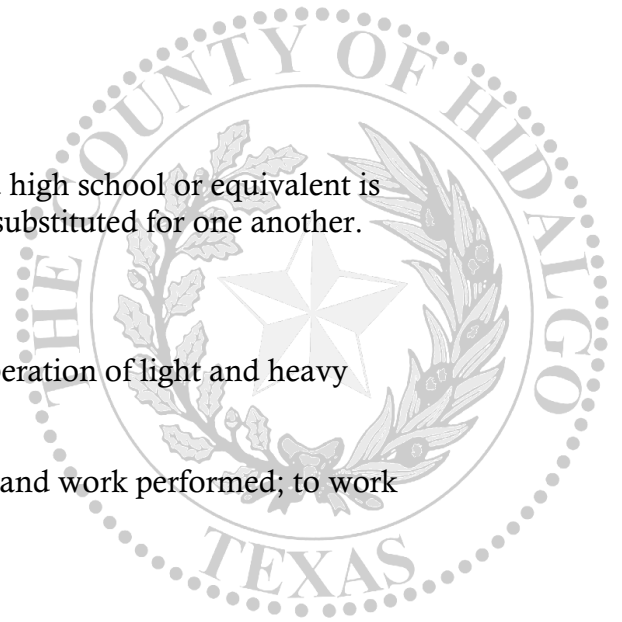 THE COUNTY OF HIDALGO
high school or equivalent is
substituted for one another.
peration of light and heavy
and work performed; to work
TEXAS